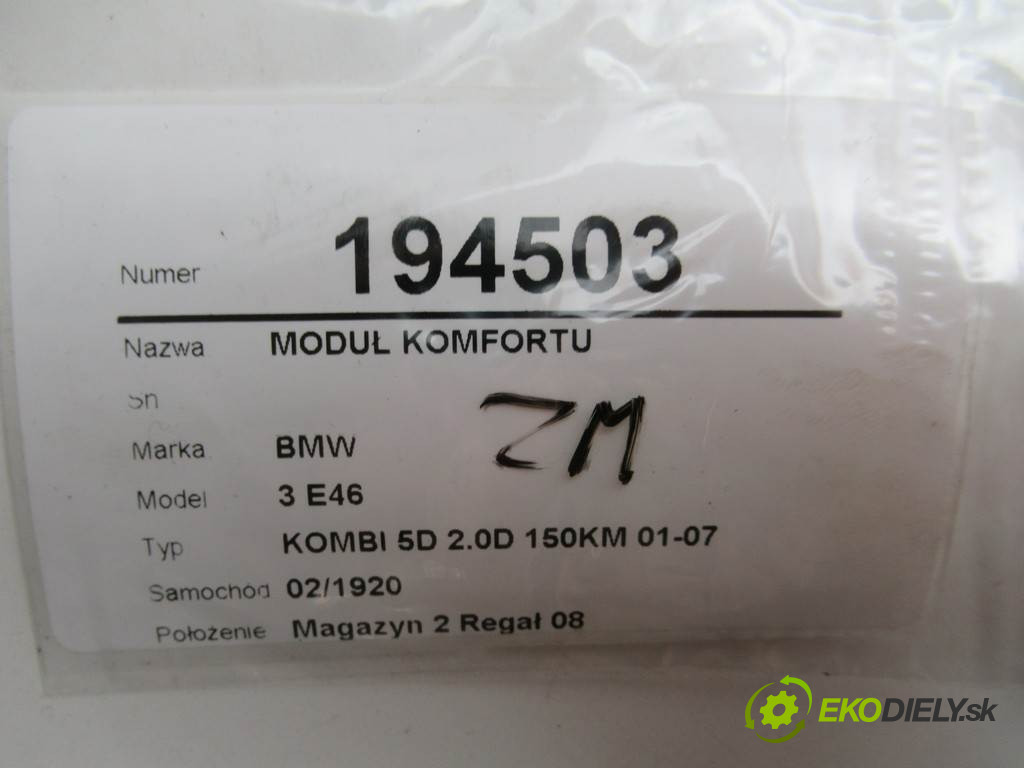 Numer 194503
Nazwa MODUŁ KOMFORTU
Sn
ZM
Marka BMW
Model 3 E46
Typ KOMBI 5D 2.0D 150KM 01-07
Samochód 02/1920
Położenie Magazyn 2 Regał 08
EKODIELY.sk